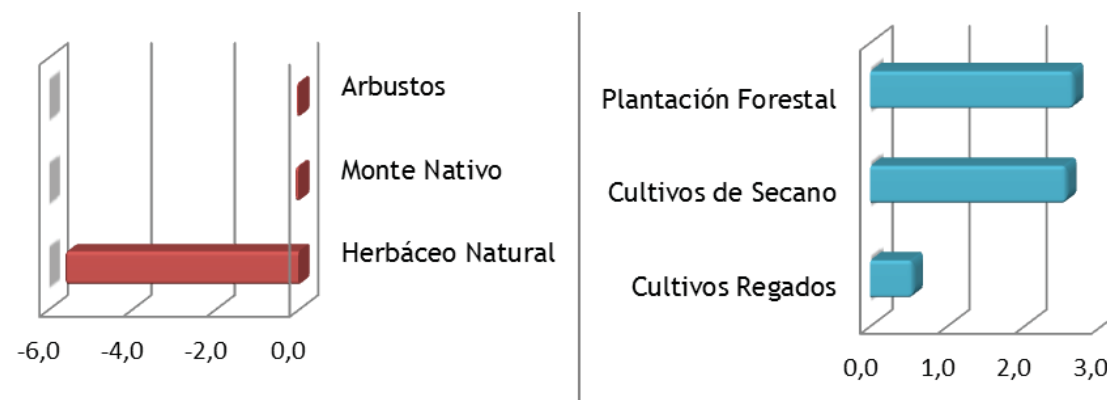 Arbustos
Monte Nativo
Herbáceo Natural
-6,0 -4,0 -2,0 0,0
Plantación Forestal
Cultivos de Secano
Cultivos Regados
0,0 1,0 2,0 3,0